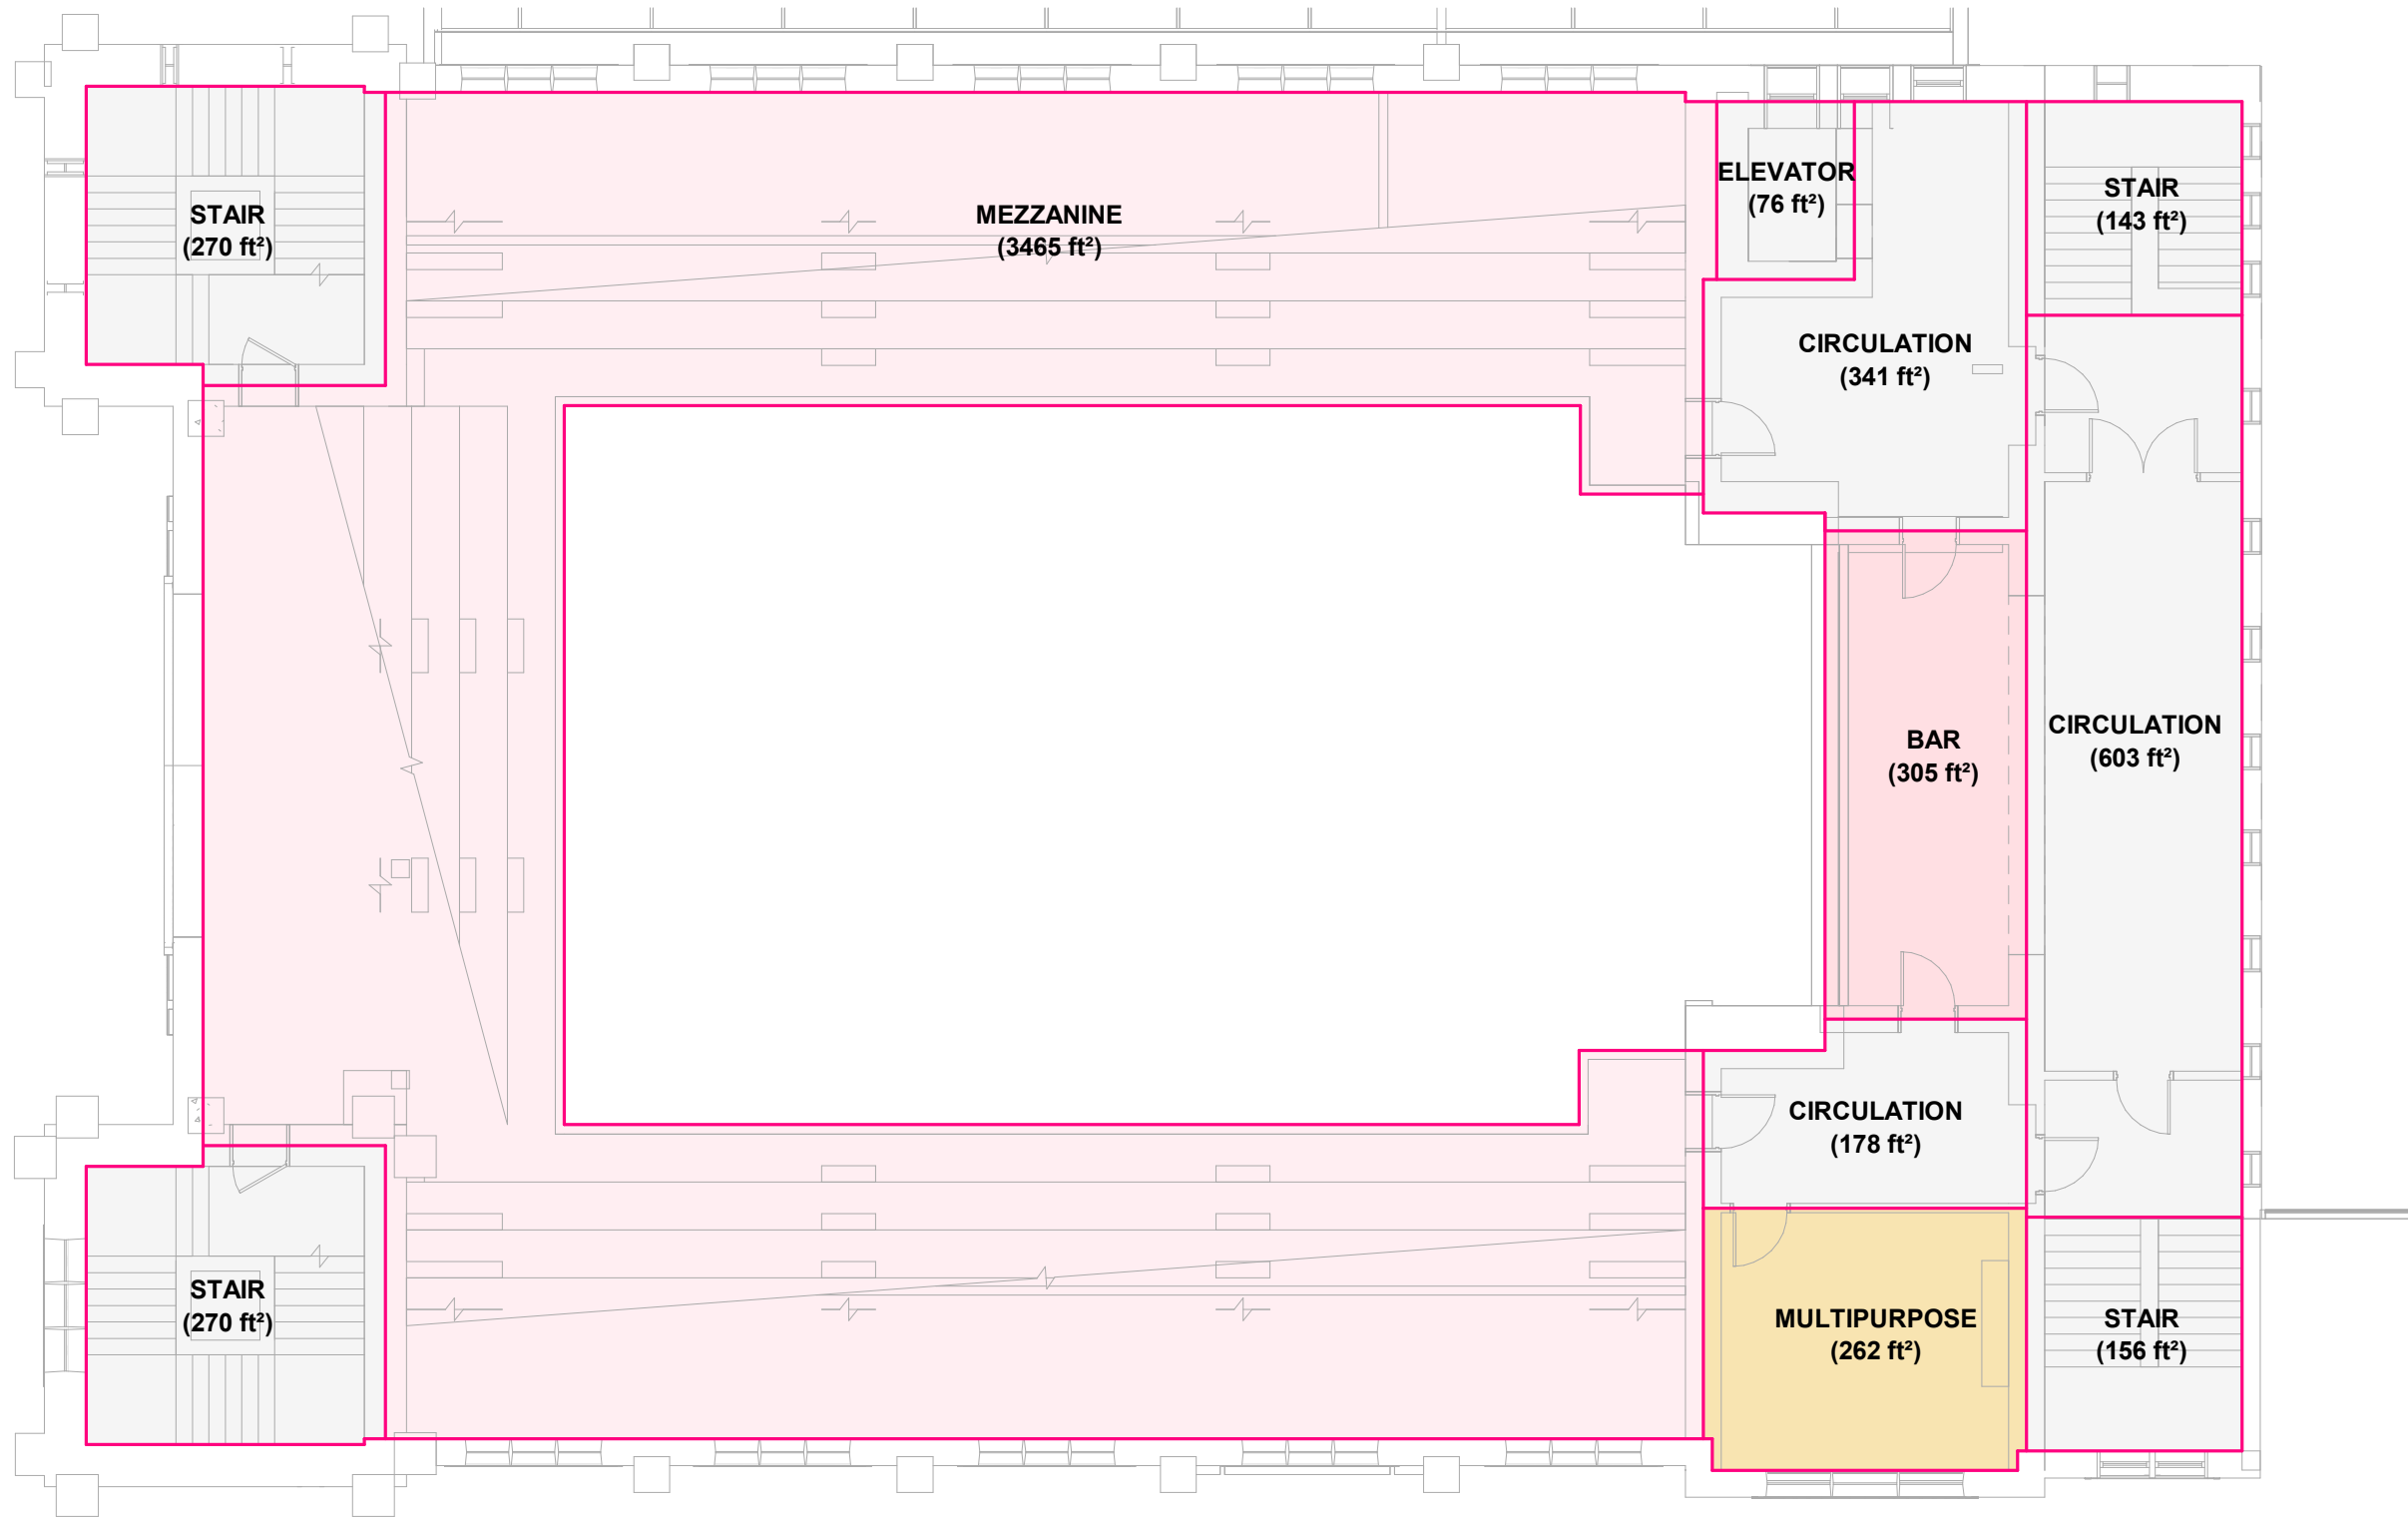 STAIR
(270 ft²)
MEZZANINE
(3465 ft²)
ELEVATOR
(76 ft²)
STAIR
(143 ft²)
CIRCULATION
(341 ft²)
BAR
(305 ft²)
CIRCULATION
(603 ft²)
CIRCULATION
(178 ft²)
STAIR
(270 ft²)
MULTIPURPOSE
(262 ft²)
STAIR
(156 ft²)